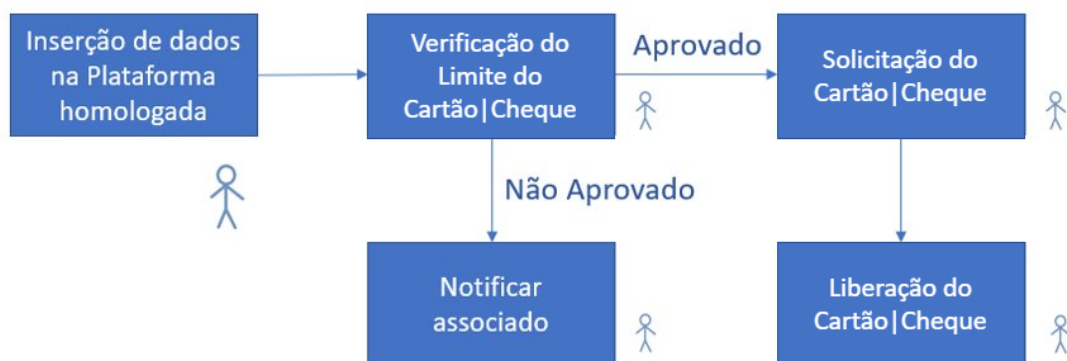 Inserção de dados
na Plataforma
homologada
Verificação do
Limite do
Cartão|Cheque
Aprovado
Solicitação do
Cartão|Cheque
Não Aprovado
Notificar
associado
Liberação do
Cartão|Cheque